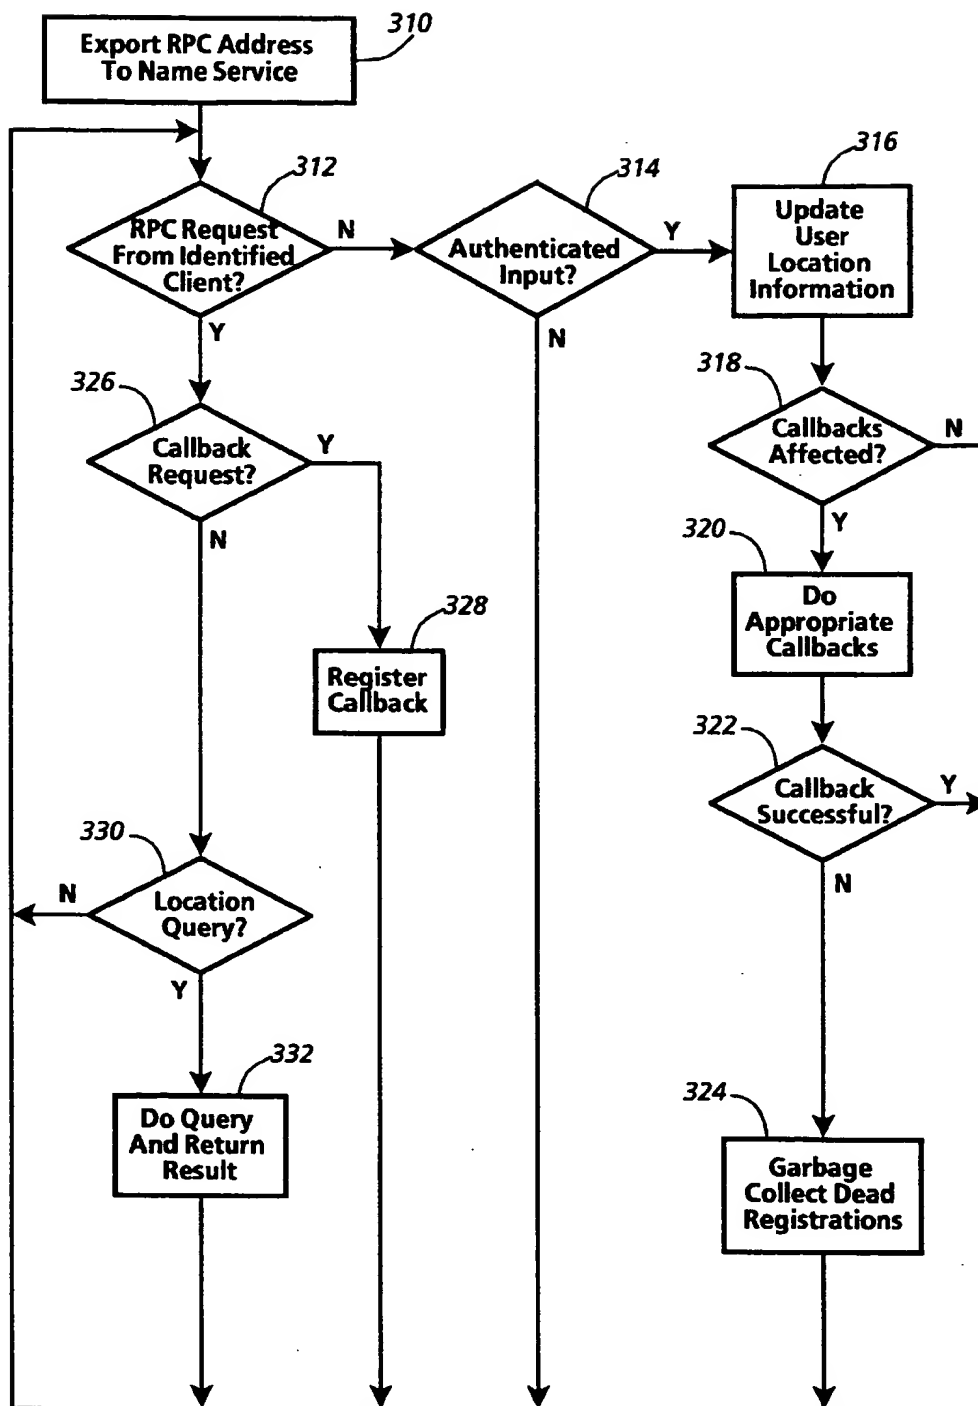 310
Export RPC Address
To Name Service
312
RPC Request
From Identified
Client?
N
Y
314
Authenticated
Input?
Y
N
316
Update
User
Location
Information
318
Callbacks
Affected?
N
Y
326
Callback
Request?
Y
N
320
Do
Appropriate
Callbacks
328
Register
Callback
322
Callback
Successful?
Y
N
330
Location
Query?
N
Y
332
Do Query
And Return
Result
324
Garbage
Collect Dead
Registrations